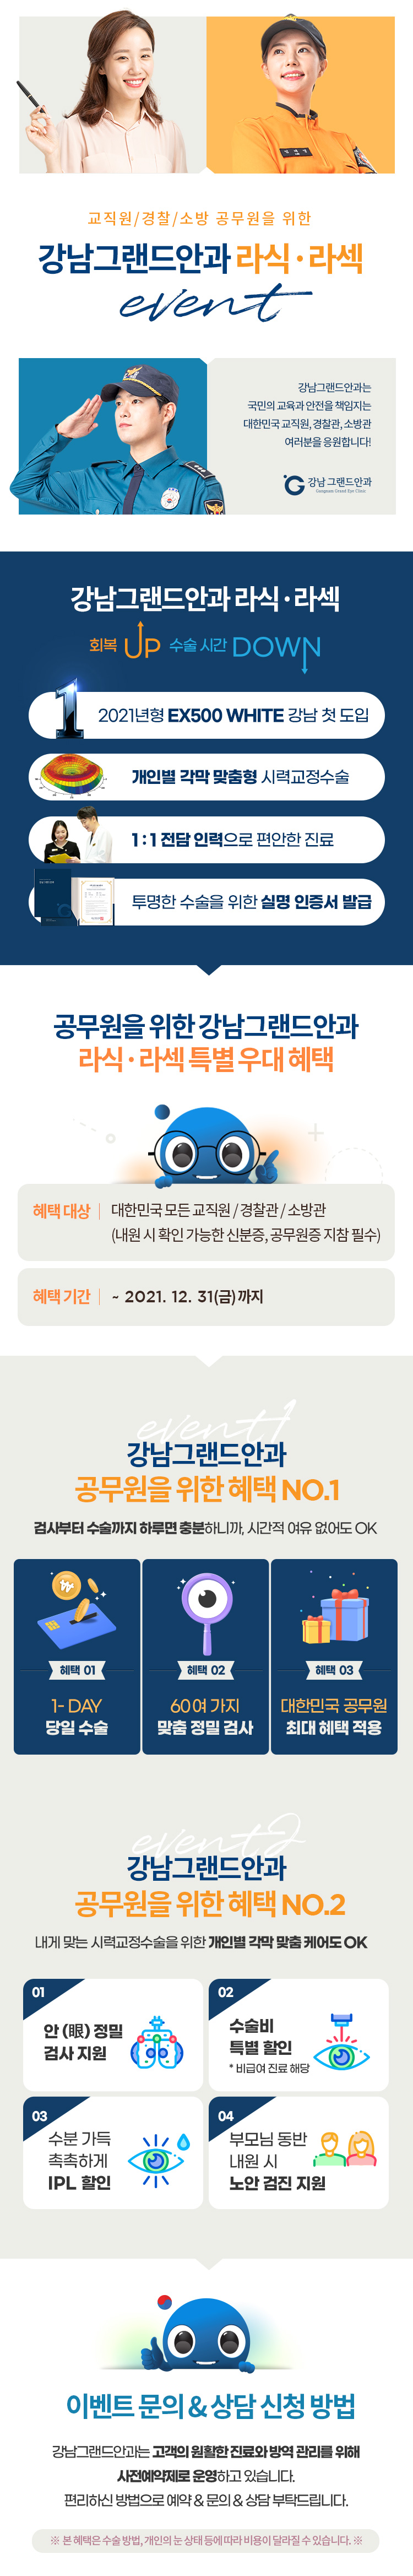 교직원/경찰/소방 공무원을 위한
강남그랜드안과 라식·라섹
event
강남그랜드안과는
국민의 교육과 안전을 책임지는
대한민국 교직원, 경찰관, 소방관
여러분을 응원합니다!
강남 그랜드안과
Gangnam Grand Eye Clinic
강남그랜드안과 라식·라섹
회복 UP 수술 시간 DOWN
1
2021년형 EX500 WHITE 강남 첫 도입
개인별 각막 맞춤형 시력교정수술
1:1 전담 인력으로 편안한 진료
투명한 수술을 위한 실명 인증서 발급
공무원을 위한 강남그랜드안과
라식·라섹 특별 우대 혜택
혜택 대상 | 대한민국 모든 교직원 / 경찰관 / 소방관
(내원 시 확인 가능한 신분증, 공무원증 지참 필수)
혜택 기간 | ~ 2021. 12. 31(금)까지
event1
강남그랜드안과
공무원을 위한 혜택 NO.1
검사부터 수술까지 하루면 충분하니까, 시간적 여유 없어도 OK
혜택 01
1- DAY
당일 수술
혜택 02
60여 가지
맞춤 정밀 검사
혜택 03
대한민국 공무원
최대 혜택 적용
event2
강남그랜드안과
공무원을 위한 혜택 NO.2
내게 맞는 시력교정수술을 위한 개인별 각막 맞춤 케어도 OK
01
안(眼) 정밀
검사 지원
02
수술비
특별 할인
* 비급여 진료 해당
03
수분 가득
촉촉하게
IPL 할인
04
부모님 동반
내원 시
노안 검진 지원
이벤트 문의 & 상담 신청 방법
강남그랜드안과는 고객의 원활한 진료와 방역 관리를 위해
사전예약제로 운영하고 있습니다.
편리하신 방법으로 예약 & 문의 & 상담 부탁드립니다.
※ 본 혜택은 수술 방법, 개인의 눈 상태 등에 따라 비용이 달라질 수 있습니다. ※